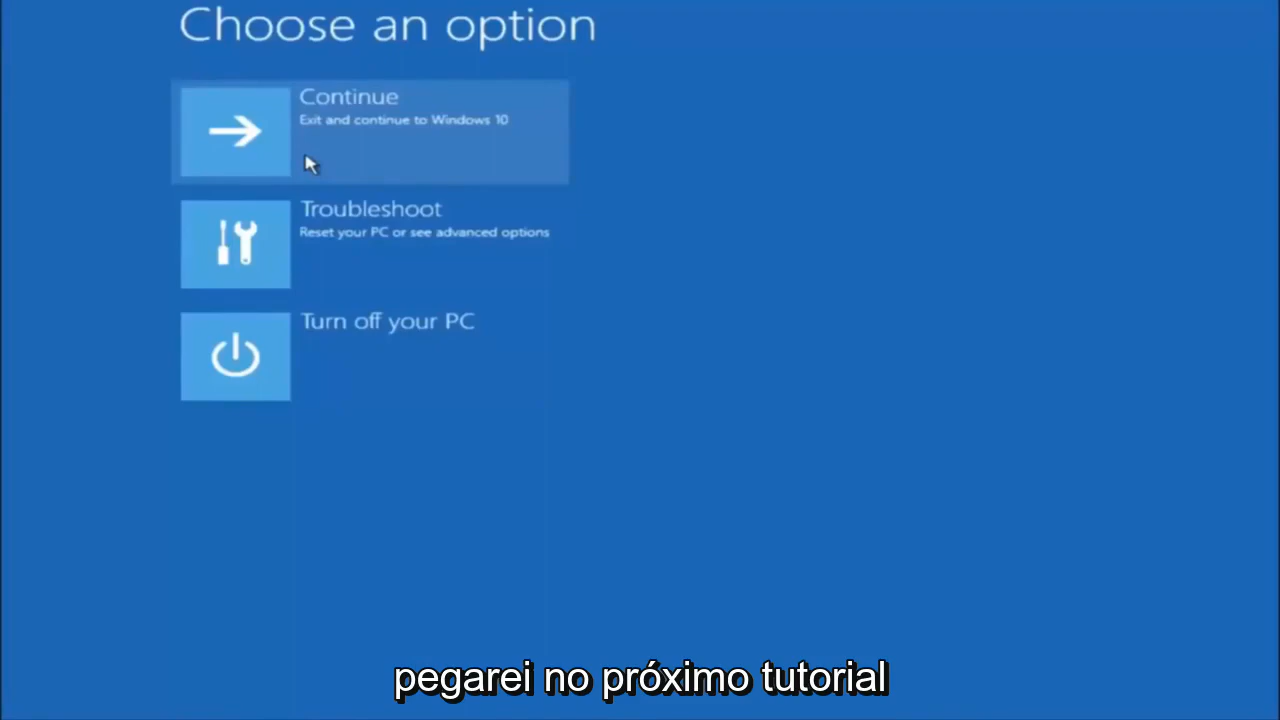 Choose an option
Continue
Exit and continue to Windows 10
Troubleshoot
Reset your PC or see advanced options
Turn off your PC
pegarei no próximo tutorial